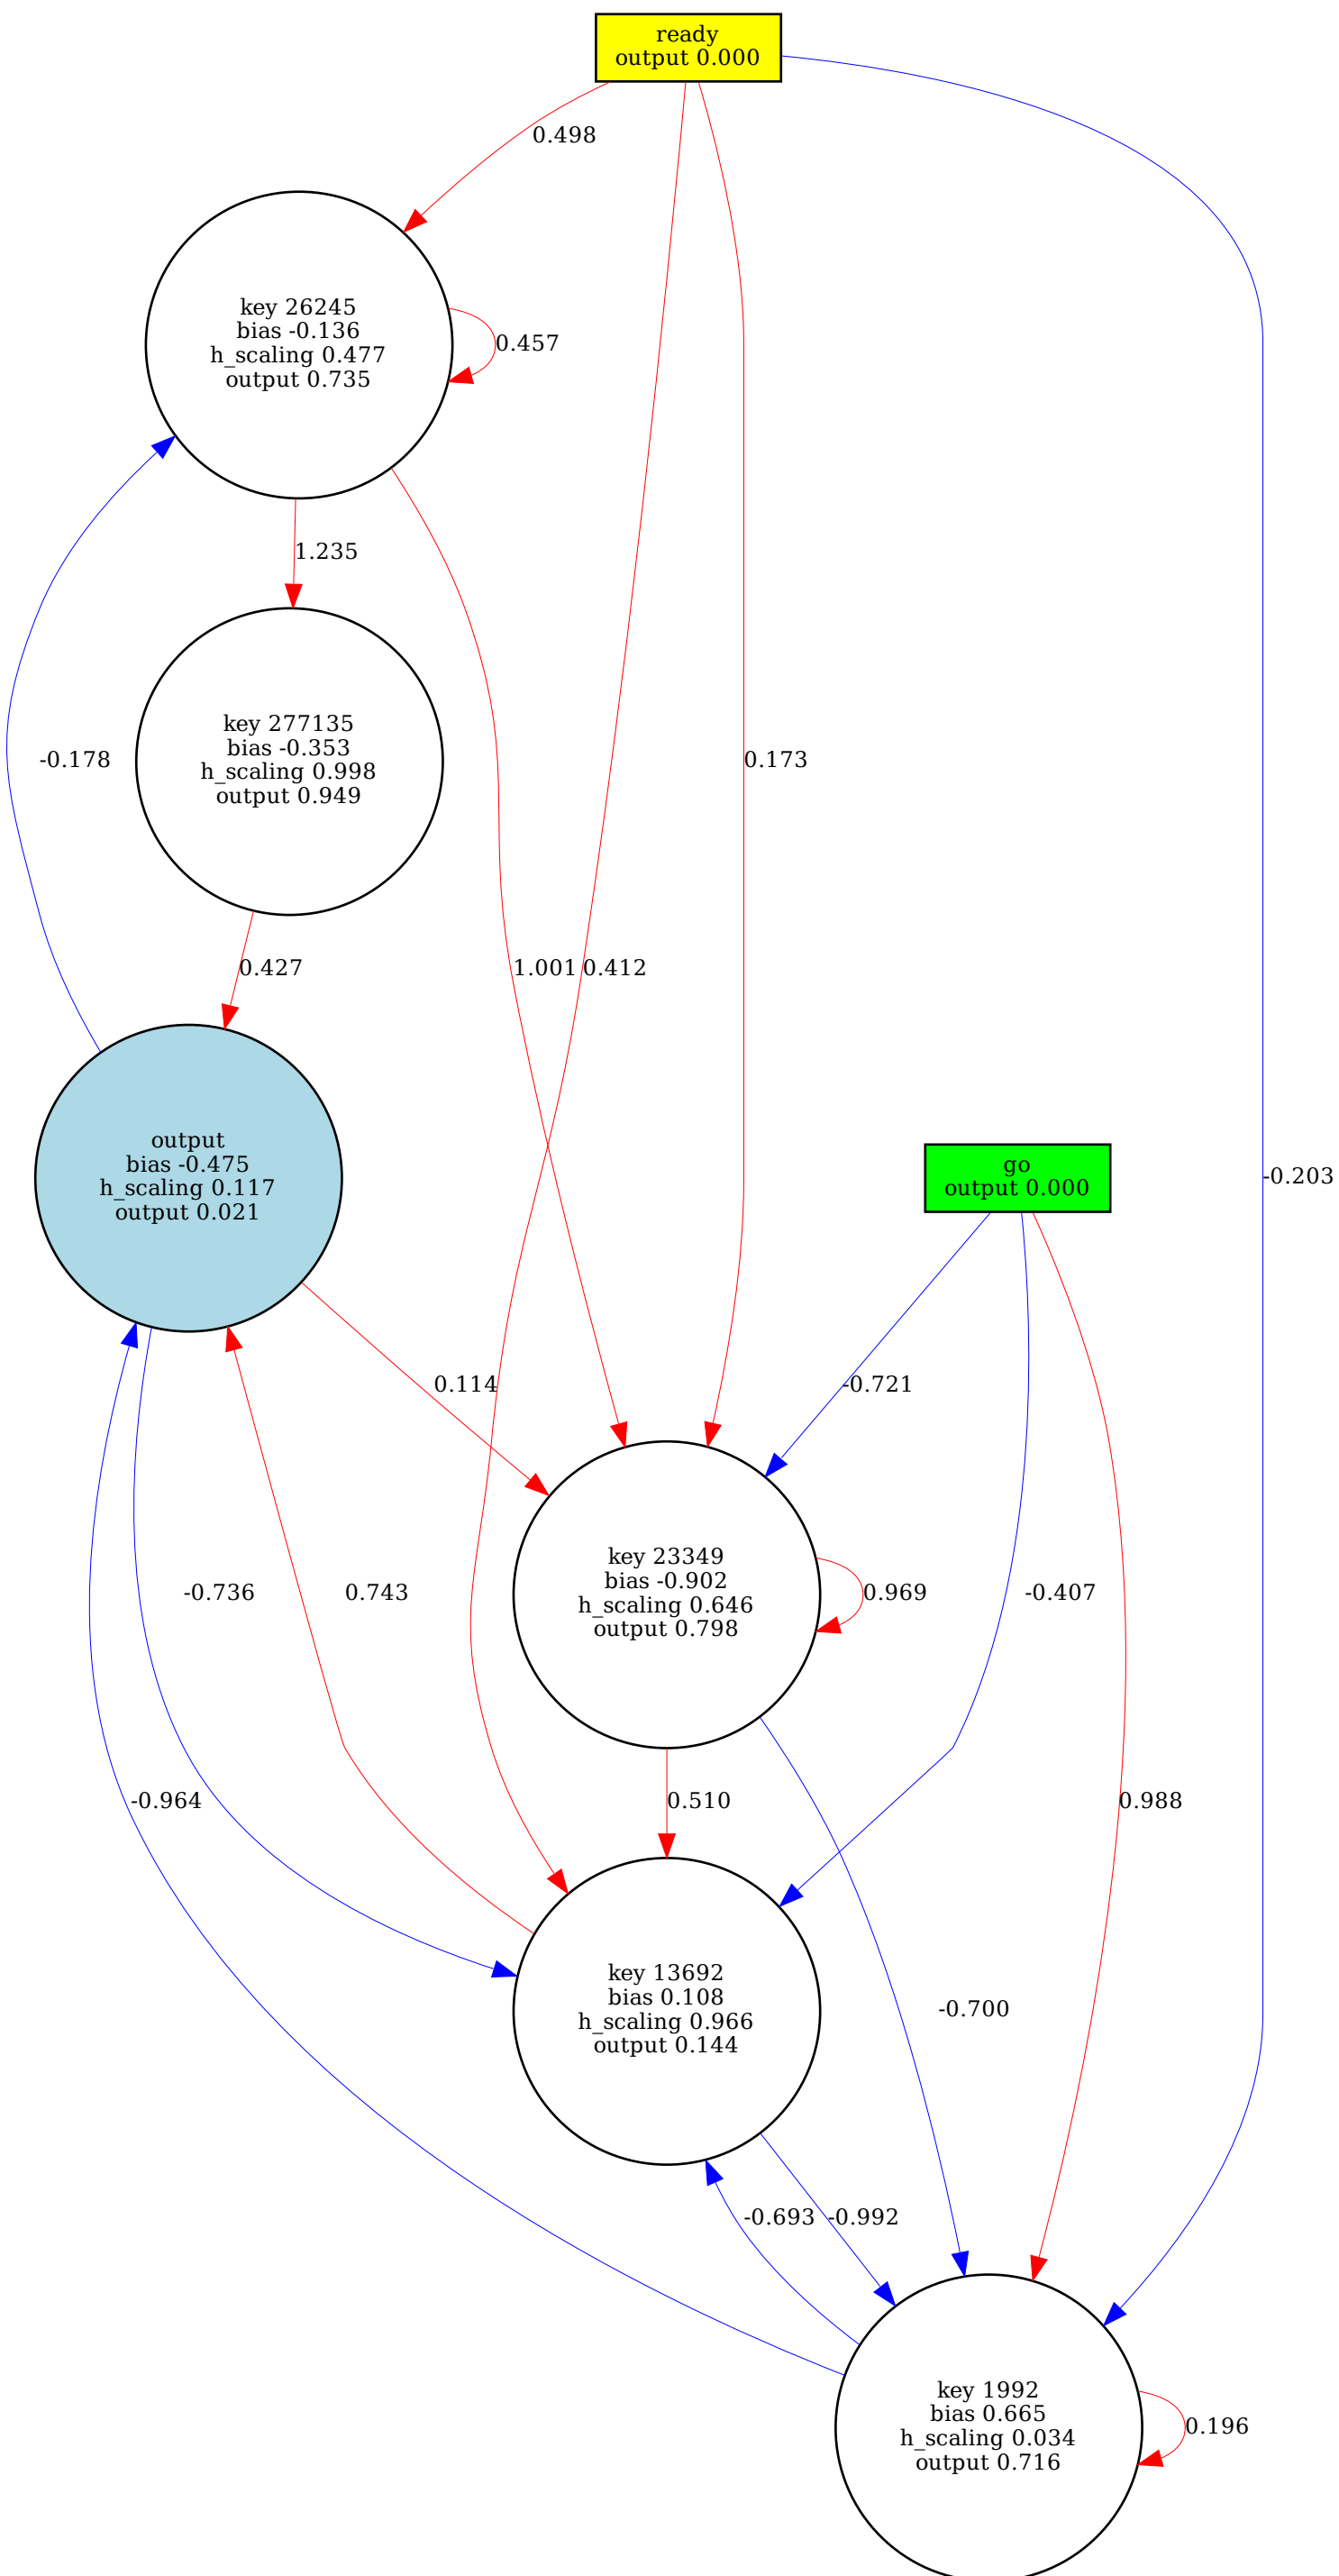 ready
output 0.000
0.498
key 26245
bias -0.136
h_scaling 0.477
output 0.735
0.457
1.235
key 277135
bias -0.353
h_scaling 0.998
output 0.949
-0.178
0.173
0.427
1.001
0.412
output
bias -0.475
h_scaling 0.117
output 0.021
go
output 0.000
-0.203
0.114
-0.721
key 23349
bias -0.902
h_scaling 0.646
output 0.798
-0.736
0.743
0.969
-0.407
-0.964
0.510
0.988
key 13692
bias 0.108
h_scaling 0.966
output 0.144
-0.700
-0.693
-0.992
key 1992
bias 0.665
h_scaling 0.034
output 0.716
0.196